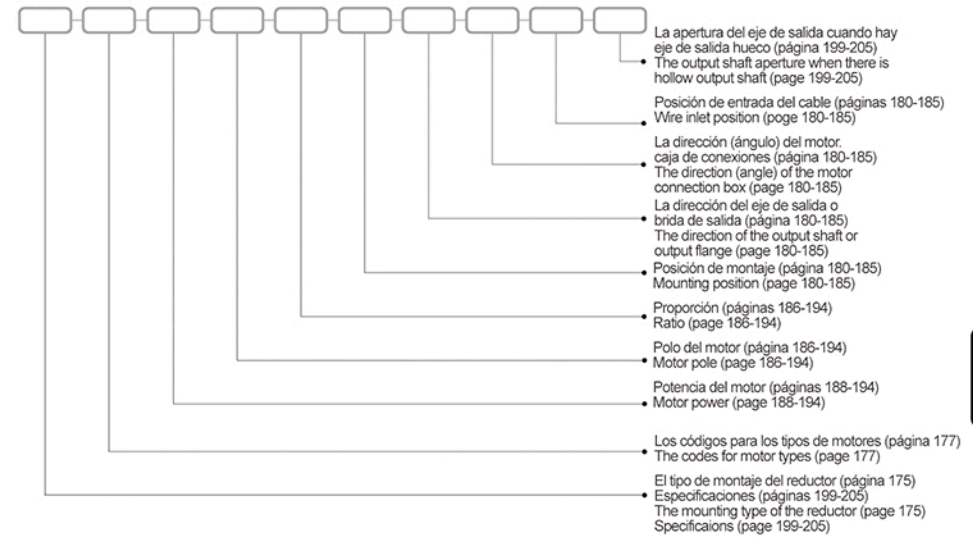 La apertura del eje de salida cuando hay
eje de salida hueco (página 199-205)
The output shaft aperture when there is
hollow output shaft (page 199-205)
Posición de entrada del cable (páginas 180-185)
Wire inlet position (poge 180-185)
La dirección (ángulo) del motor.
caja de conexiones (página 180-185)
The direction (angle) of the motor
connection box (page 180-185)
La dirección del eje de salida o
brida de salida (página 180-185)
The direction of the output shaft or
output flange (page 180-185)
Posición de montaje (página 180-185)
Mounting position (page 180-185)
Proporción (páginas 186-194)
Ratio (page 186-194)
Polo del motor (página 186-194)
Motor pole (page 186-194)
Potencia del motor (páginas 188-194)
Motor power (page 188-194)
Los códigos para los tipos de motores (página 177)
The codes for motor types (page 177)
El tipo de montaje del reductor (página 175)
Especificaciones (páginas 199-205)
The mounting type of the reductor (page 175)
Specificaions (page 199-205)